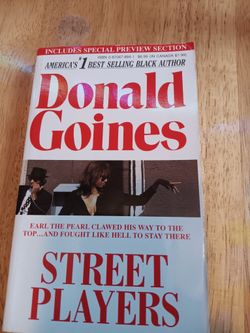 INCLUDES SPECIAL PREVIEW SECTION
AMERICA'S #1 BEST SELLING BLACK AUTHOR
Donald
Goines
EARL THE PEARL CLAWED HIS WAY TO THE
TOP...AND FOUGHT LIKE HELL TO STAY THERE
STREET
PLAYERS